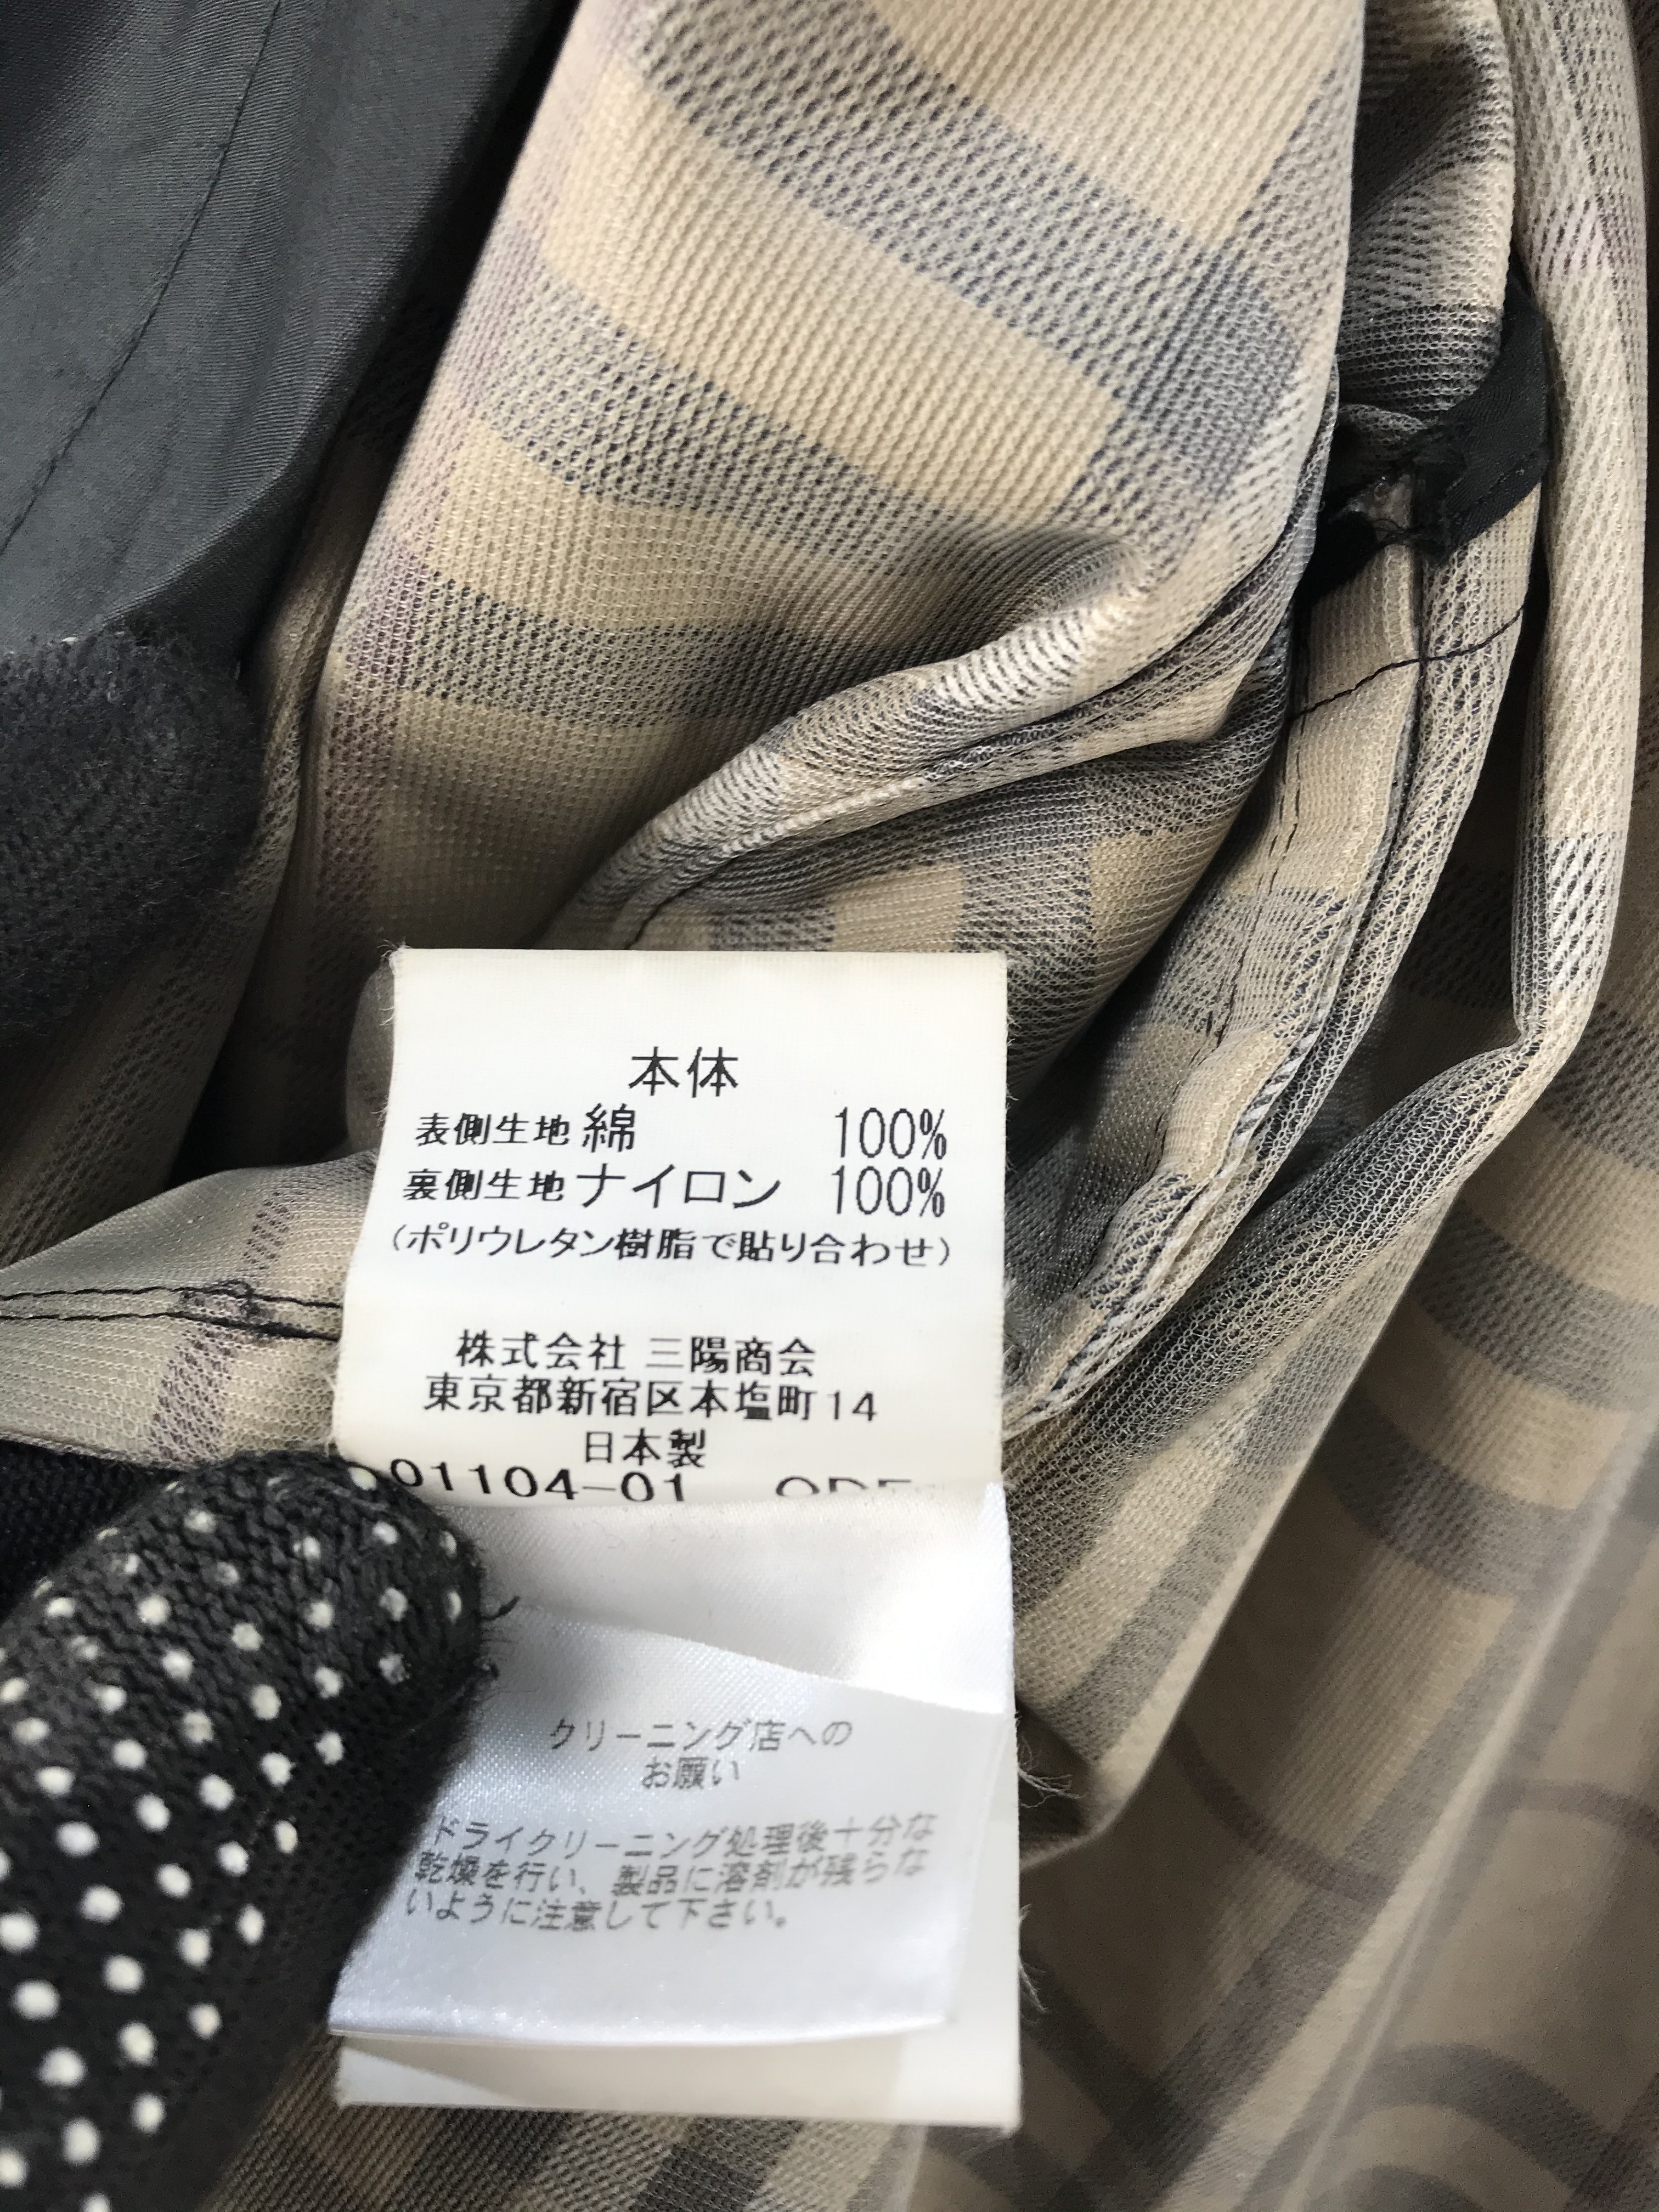 本体
表側生地 綿 100%
裏側生地 ナイロン 100%
(ポリウレタン樹脂で貼り合わせ)
株式会社 三陽商会
東京都新宿区本塩町14
日本製
01104-01
クリーニング店への
お願い
ドライクリーニング処理後十分な
乾燥を行い、製品に溶剤が残らな
いように注意して下さい。